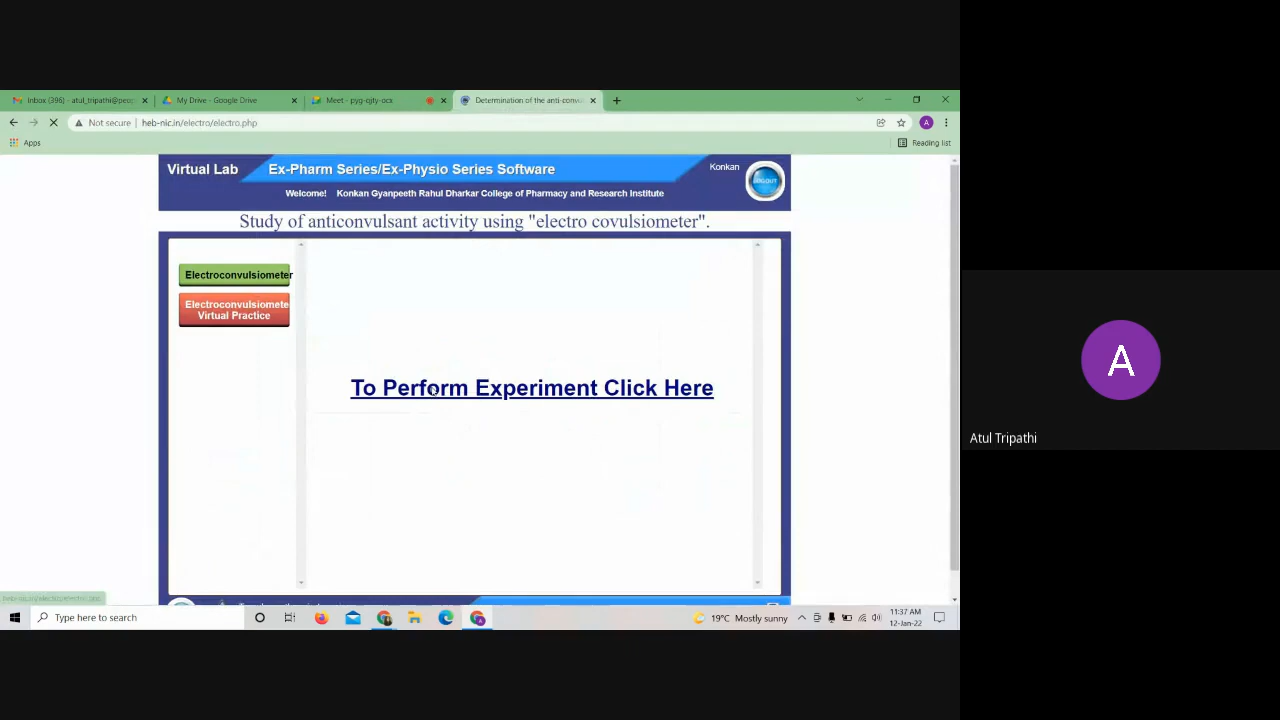 Inbox (396) - atul_tripathi@peop
My Drive - Google Drive
Meet - pyg-ojty-ocx
Determination of the anti-convu
Not secure | heb-nic.in/electro/electro.php
Apps
Reading list
Virtual Lab
Ex-Pharm Series/Ex-Physio Series Software
Konkan
LOGOUT
Welcome! Konkan Gyanpeeth Rahul Dharkar College of Pharmacy and Research Institute
Study of anticonvulsant activity using "electro covulsiometer".
Electroconvulsiometer
Electroconvulsiomete
Virtual Practice
To Perform Experiment Click Here
A
Atul Tripathi
Type here to search
19°C Mostly sunny
11:37 AM
12-Jan-22